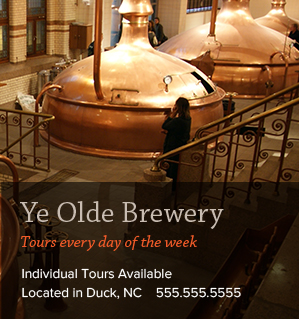 Ye Olde Brewery
Tours every day of the week
Individual Tours Available
Located in Duck, NC 555.555.5555